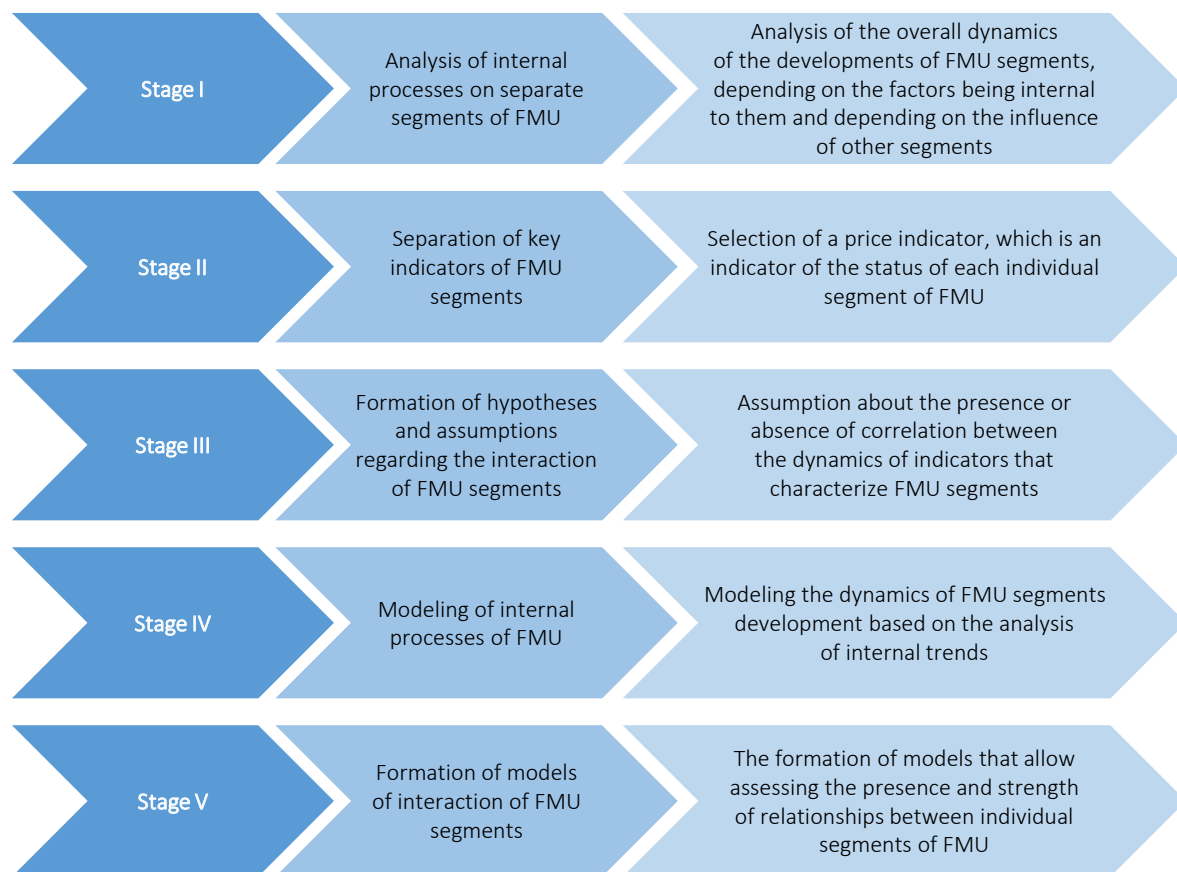 Stage I
Analysis of internal
processes on separate
segments of FMU
Analysis of the overall dynamics
of the developments of FMU segments,
depending on the factors being internal
to them and depending on the influence
of other segments
Stage II
Separation of key
indicators of FMU
segments
Selection of a price indicator, which is an
indicator of the status of each individual
segment of FMU
Stage III
Formation of hypotheses
and assumptions
regarding the interaction
of FMU segments
Assumption about the presence or
absence of correlation between
the dynamics of indicators that
characterize FMU segments
Stage IV
Modeling of internal
processes of FMU
Modeling the dynamics of FMU segments
development based on the analysis
of internal trends
Stage V
Formation of models
of interaction of FMU
segments
The formation of models that allow
assessing the presence and strength
of relationships between individual
segments of FMU